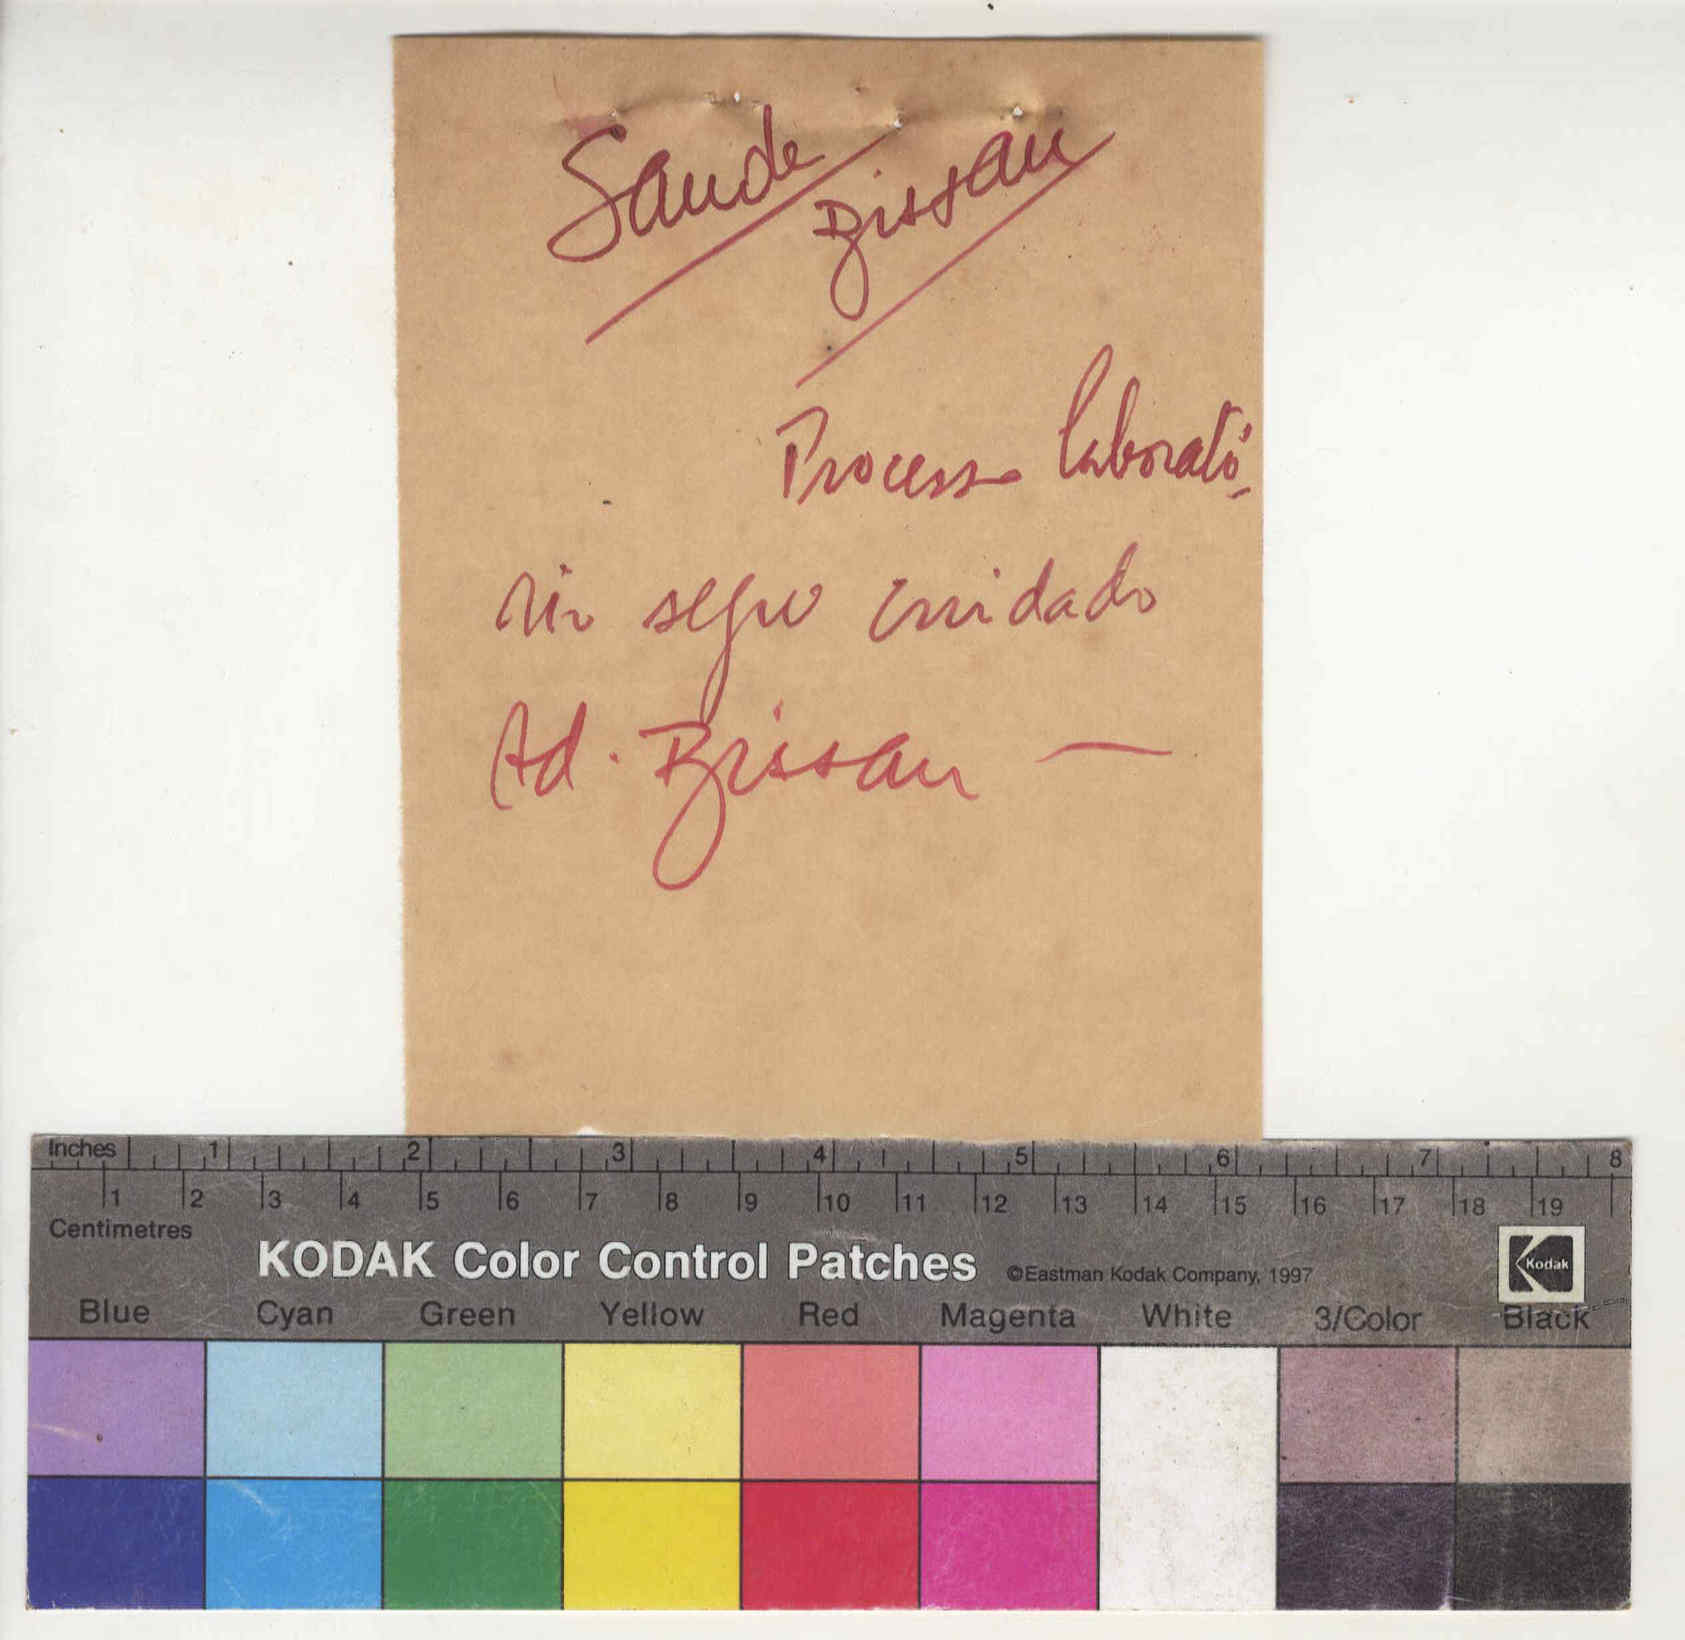 Saude
Bissau
Processo laborató-
rio segue cuidado
Ad. Bissau —
Inches 1 2 3 4 5 6 7 8
1 2 3 4 5 6 7 8 9 10 11 12 13 14 15 16 17 18 19
Centimetres
KODAK Color Control Patches ©Eastman Kodak Company, 1997 Kodak
Blue Cyan Green Yellow Red Magenta White 3/Color Black